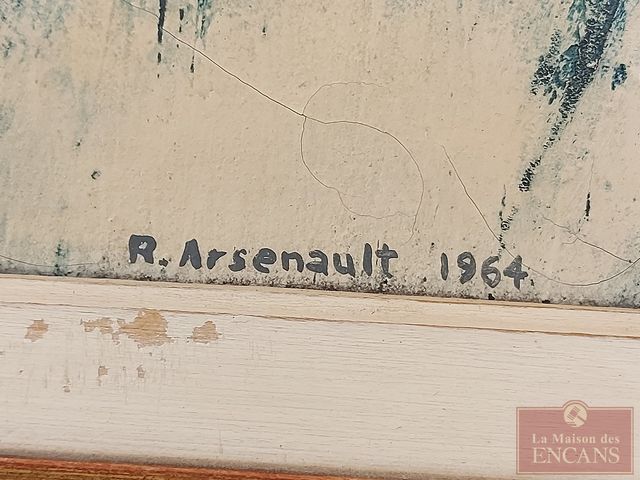 R. Arsenault 1964
La Maison des
ENCANS